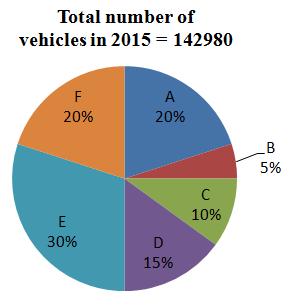 Total number of
vehicles in 2015 = 142980
A
20%
B
5%
C
10%
D
15%
E
30%
F
20%